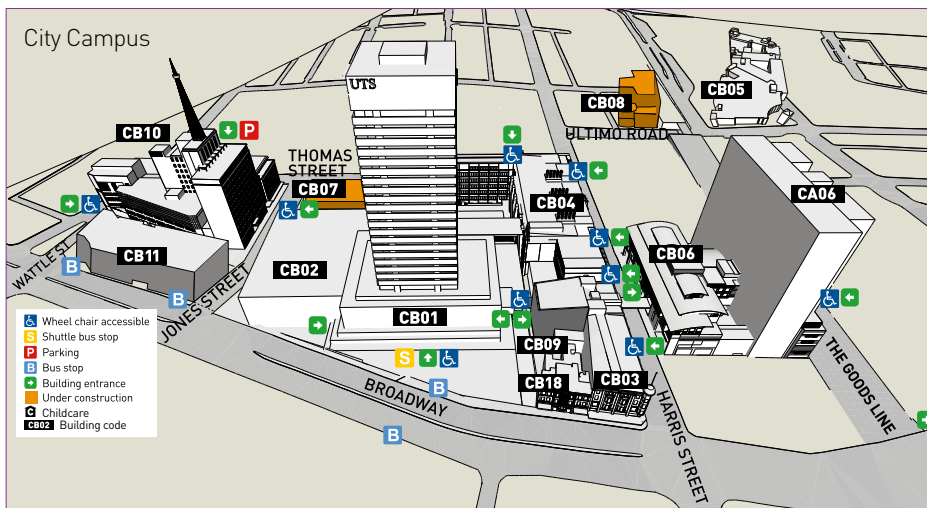 City Campus
UTS
CB05
CB08
CB10
P
ULTIMO ROAD
THOMAS
STREET
CB07
CA06
CB04
CB06
CB11
CB02
WATTLE ST
B
B
JONES STREET
CB01
CB09
S
B
CB18
CB03
BROADWAY
B
HARRIS STREET
THE GOODS LINE
Wheel chair accessible
S Shuttle bus stop
P Parking
B Bus stop
Building entrance
Under construction
C Childcare
CB02 Building code